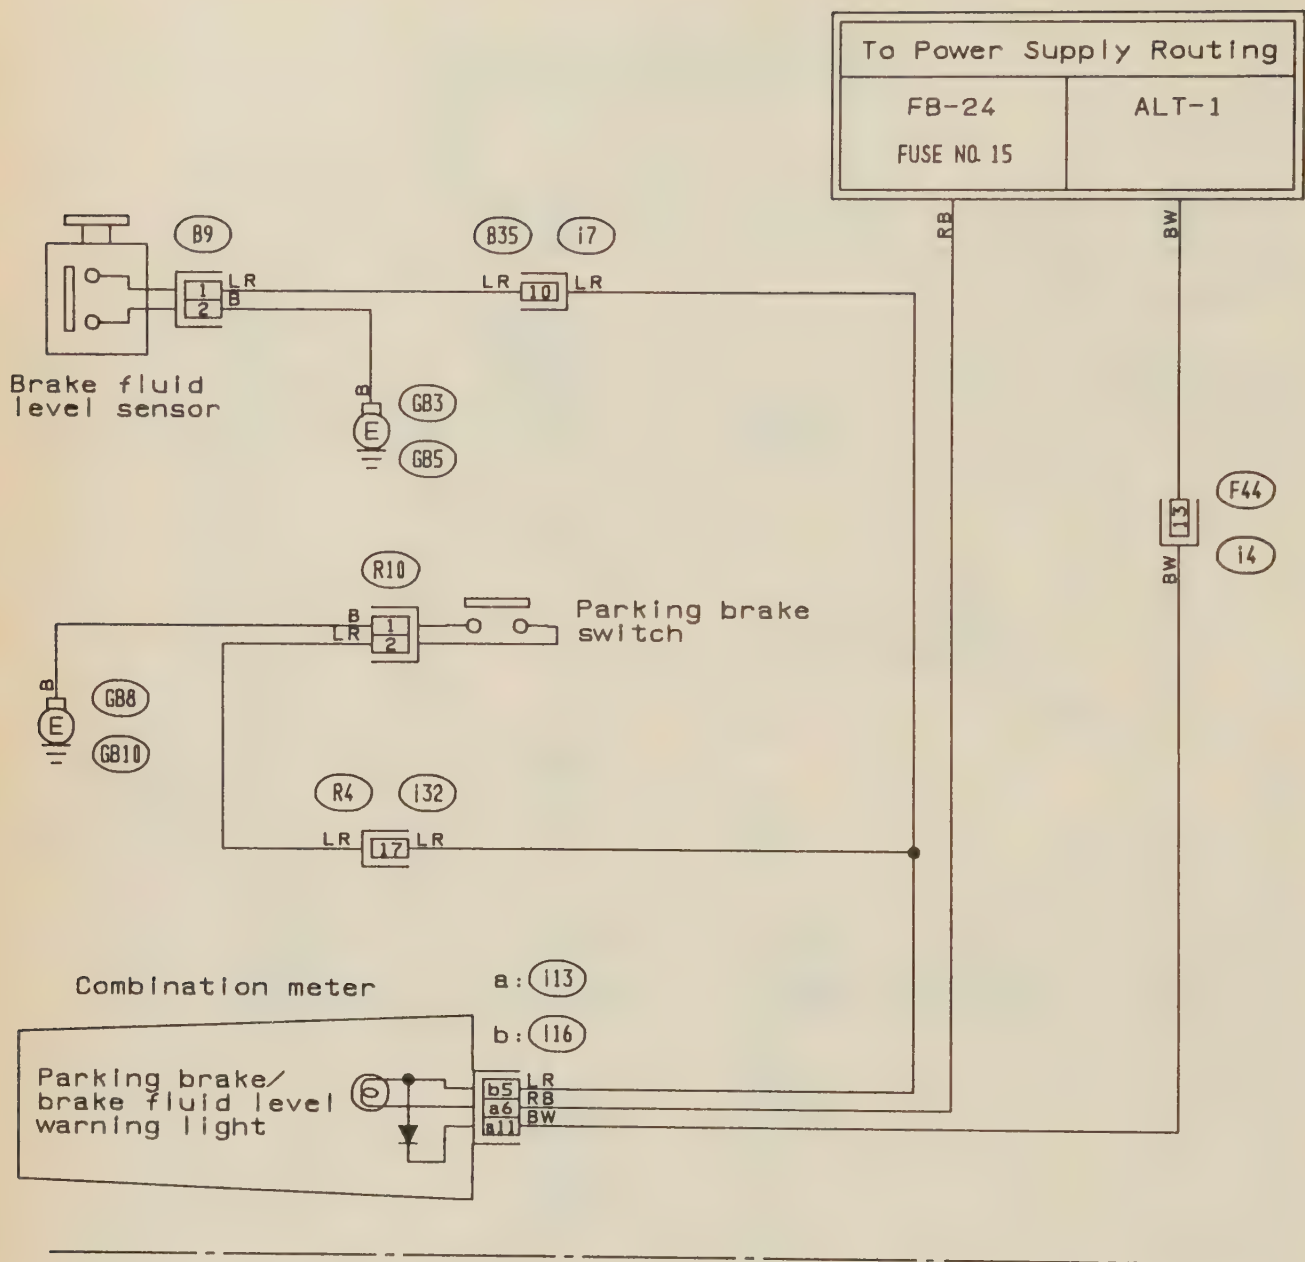 To Power Supply Routing
FB-24
ALT-1
FUSE NO. 15
RB
BW
B9
B35
i7
1
LR
LR
10
LR
2
B
Brake fluid
level sensor
B
GB3
E
GB5
F44
13
BW
i4
R10
B
1
LR
2
Parking brake
switch
B
GB8
E
GB10
R4
i32
LR
17
LR
Combination meter
a: i13
b: i16
Parking brake/
brake fluid level
warning light
b5
LR
a6
RB
a11
BW